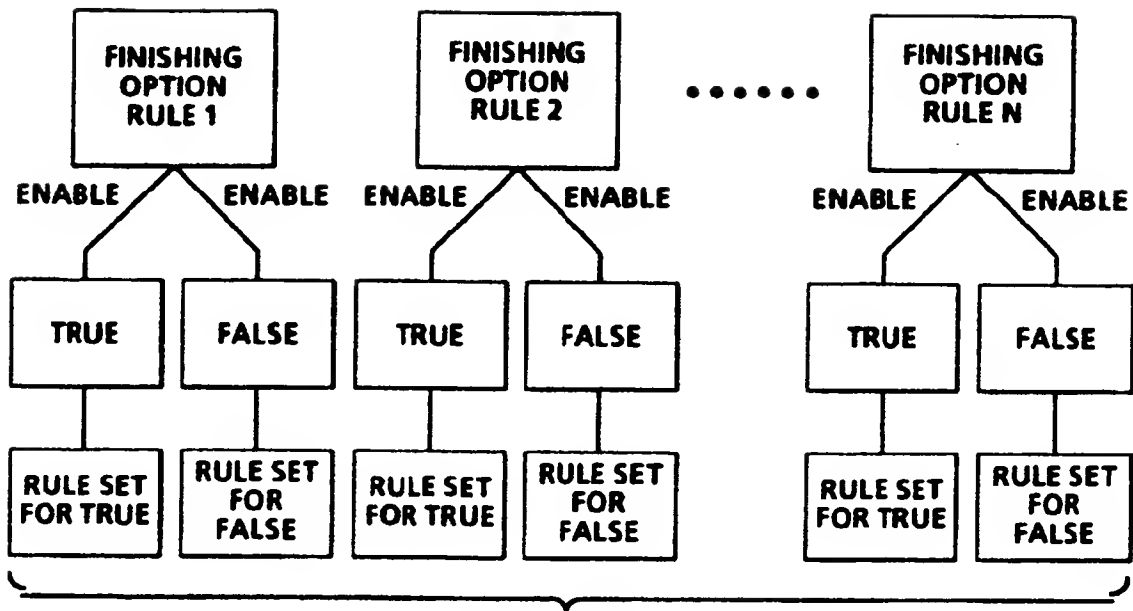 FINISHING
OPTION
RULE 1
FINISHING
OPTION
RULE 2
FINISHING
OPTION
RULE N
ENABLE
ENABLE
ENABLE
ENABLE
ENABLE
ENABLE
TRUE
FALSE
TRUE
FALSE
TRUE
FALSE
RULE SET
FOR TRUE
RULE SET
FOR
FALSE
RULE SET
FOR TRUE
RULE SET
FOR
FALSE
RULE SET
FOR TRUE
RULE SET
FOR
FALSE